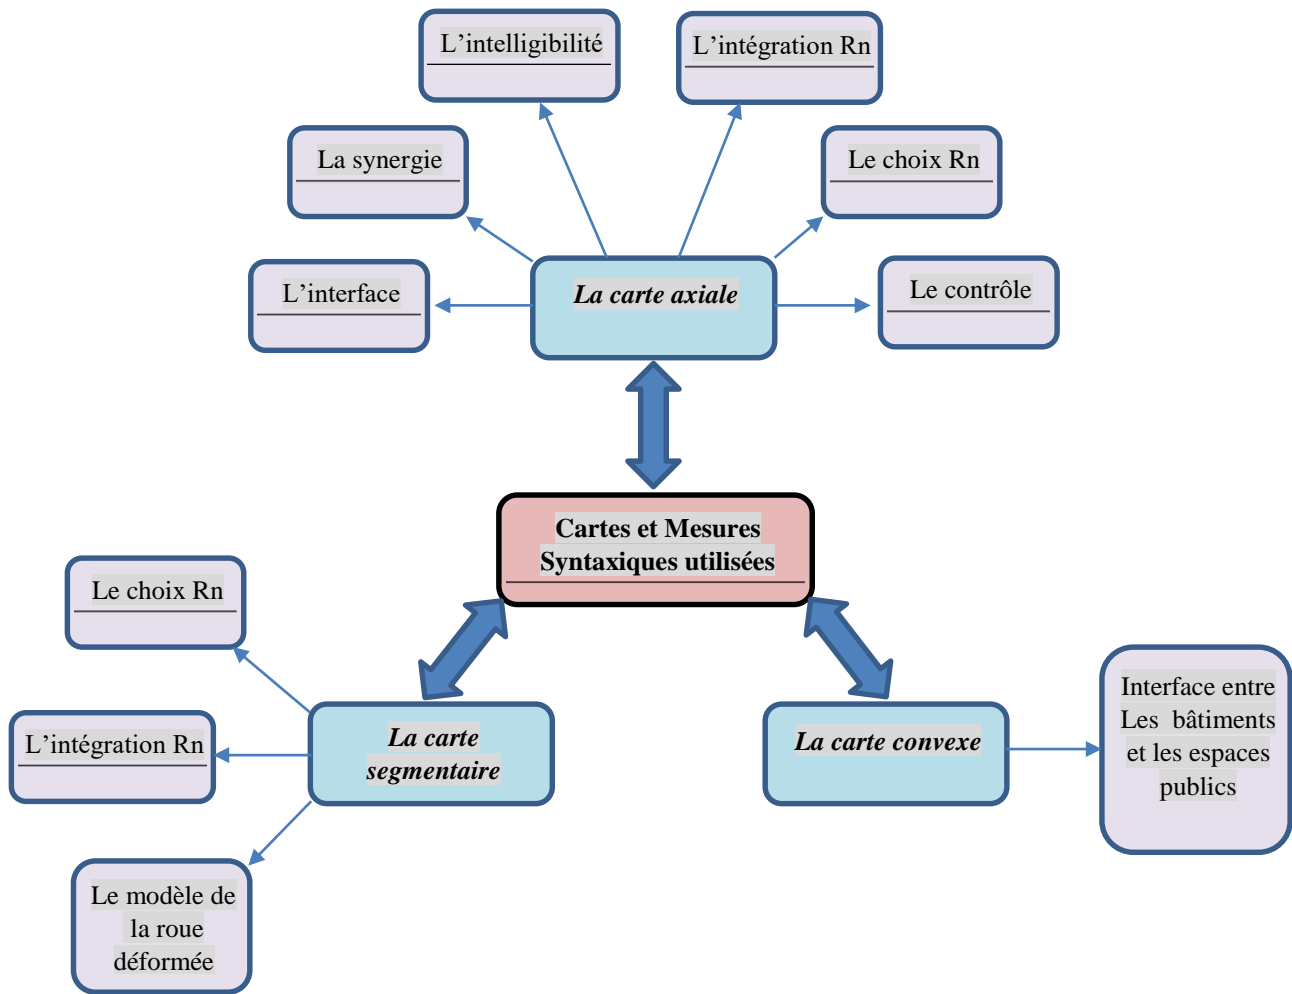 L’intelligibilité
L’intégration Rn
La synergie
Le choix Rn
L’interface
La carte axiale
Le contrôle
Cartes et Mesures
Syntaxiques utilisées
Le choix Rn
L’intégration Rn
La carte
segmentaire
Le modèle de
la roue
déformée
La carte convexe
Interface entre
Les bâtiments
et les espaces
publics